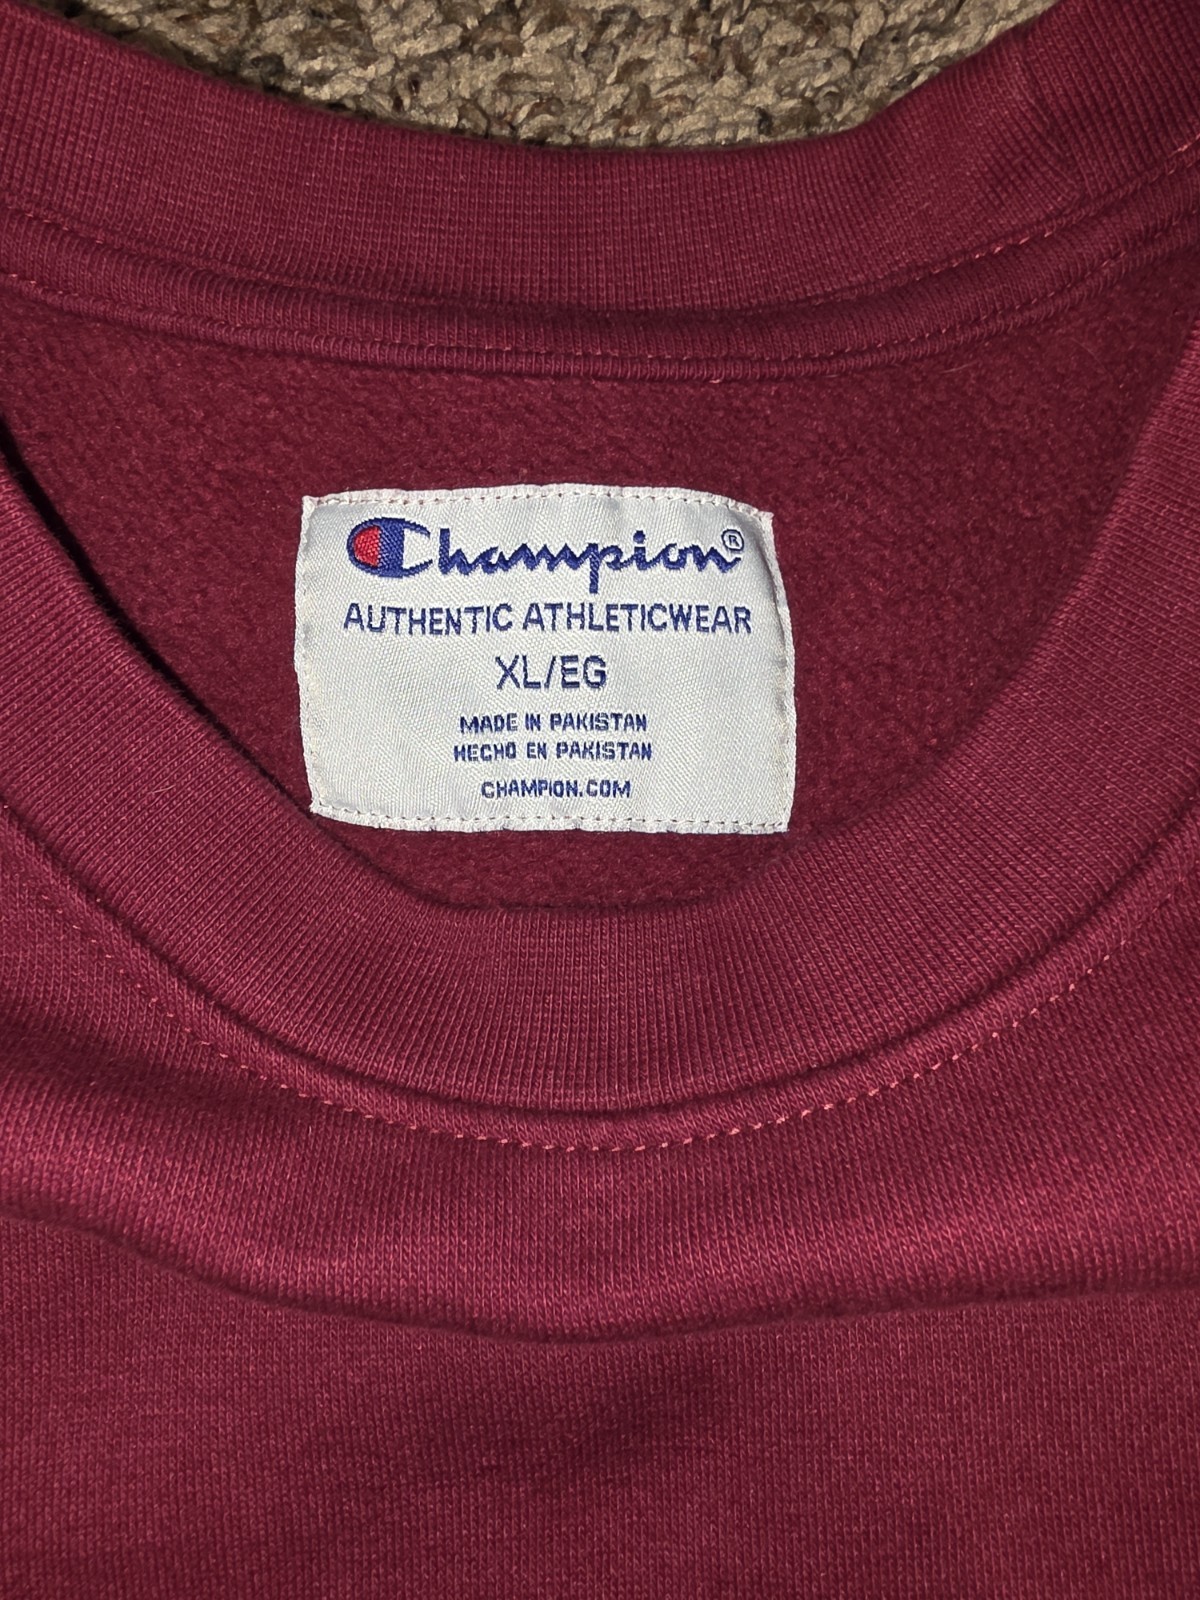 Champion®
AUTHENTIC ATHLETICWEAR
XL/EG
MADE IN PAKISTAN
HECHO EN PAKISTAN
CHAMPION.COM